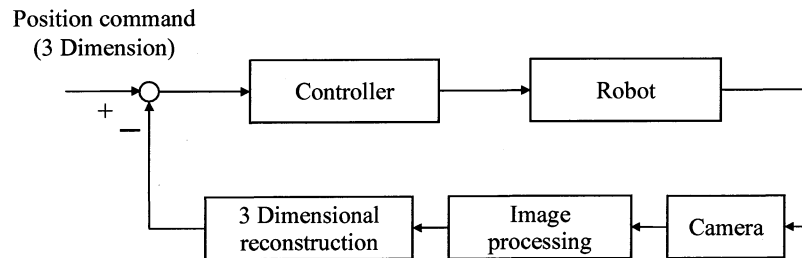 Position command
(3 Dimension)
Controller
Robot
+
−
3 Dimensional
reconstruction
Image
processing
Camera